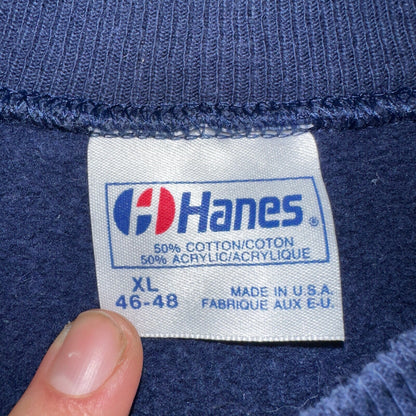 Hanes®
50% COTTON/COTON
50% ACRYLIC/ACRYLIQUE
XL
46-48
MADE IN U.S.A.
FABRIQUE AUX E-U.